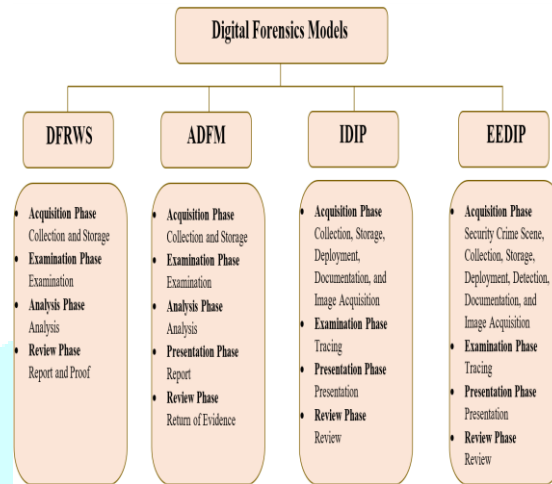 Digital Forensics Models
DFRWS
ADFM
IDIP
EEDIP
• Acquisition Phase
Collection and Storage
• Examination Phase
Examination
• Analysis Phase
Analysis
• Review Phase
Report and Proof
• Acquisition Phase
Collection and Storage
• Examination Phase
Examination
• Analysis Phase
Analysis
• Presentation Phase
Report
• Review Phase
Return of Evidence
• Acquisition Phase
Collection, Storage,
Deployment,
Documentation, and
Image Acquisition
• Examination Phase
Tracing
• Presentation Phase
Presentation
• Review Phase
Review
• Acquisition Phase
Security Crime Scene,
Collection, Storage,
Deployment, Detection,
Documentation, and
Image Acquisition
• Examination Phase
Tracing
• Presentation Phase
Presentation
• Review Phase
Review